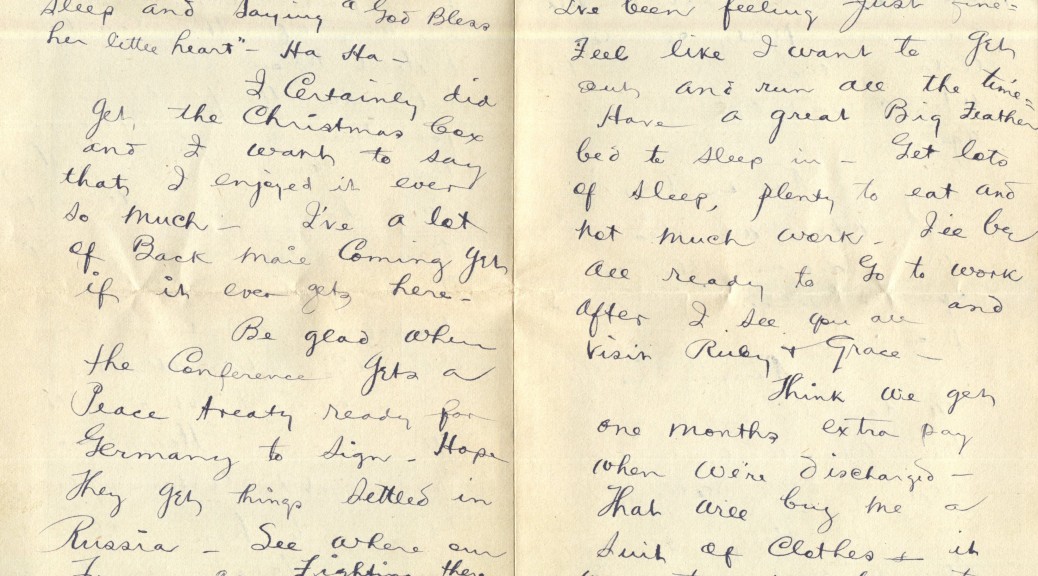 sleep and saying "God Bless
her little heart" - Ha Ha -
I Certainly did
get, the Christmas box
and I want to say
that I enjoyed it ever
so much - I've a lot
of Back mail Coming yet
if it ever gets here -
Be glad when
the Conference gets a
Peace treaty ready for
Germany to sign - Hope
They get things settled in
Russia - See where our
Fighting there
I've been feeling just fine =
Feel like I want to get
out and run all the time =
Have a great Big Feather
bed to sleep in - Get lots
of sleep, plenty to eat and
not much work - I'll be
all ready to Go to work
after I see you all and
visit Ruby + Grace -
Think we get
one months extra pay
when we're discharged -
That will buy me a
Suit of Clothes + it